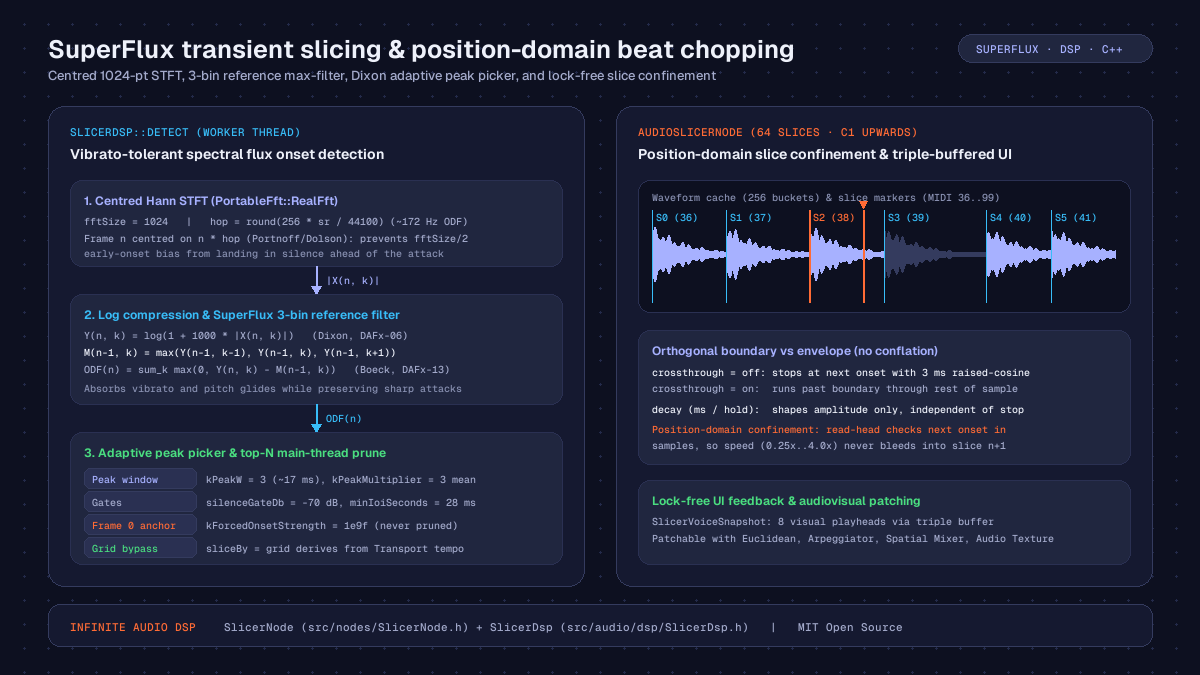 SuperFlux transient slicing & position-domain beat chopping
SUPERFLUX · DSP · C++
Centred 1024-pt STFT, 3-bin reference max-filter, Dixon adaptive peak picker, and lock-free slice confinement
SLICERDSP::DETECT (WORKER THREAD)
Vibrato-tolerant spectral flux onset detection
1. Centred Hann STFT (PortableFft::RealFft)
fftSize = 1024 | hop = round(256 * sr / 44100) (~172 Hz ODF)
Frame n centred on n * hop (Portnoff/Dolson): prevents fftSize/2
early-onset bias from landing in silence ahead of the attack
|X(n, k)|
2. Log compression & SuperFlux 3-bin reference filter
Y(n, k) = log(1 + 1000 * |X(n, k)|) (Dixon, DAFx-06)
M(n-1, k) = max(Y(n-1, k-1), Y(n-1, k), Y(n-1, k+1))
ODF(n) = sum_k max(0, Y(n, k) - M(n-1, k)) (Boeck, DAFx-13)
Absorbs vibrato and pitch glides while preserving sharp attacks
ODF(n)
3. Adaptive peak picker & top-N main-thread prune
Peak window kPeakW = 3 (~17 ms), kPeakMultiplier = 3 mean
Gates silenceGateDb = -70 dB, minIoiSeconds = 28 ms
Frame 0 anchor kForcedOnsetStrength = 1e9f (never pruned)
Grid bypass sliceBy = grid derives from Transport tempo
AUDIOSLICERNODE (64 SLICES · C1 UPWARDS)
Position-domain slice confinement & triple-buffered UI
Waveform cache (256 buckets) & slice markers (MIDI 36..99)
S0 (36) S1 (37) S2 (38) S3 (39) S4 (40) S5 (41)
Orthogonal boundary vs envelope (no conflation)
crossthrough = off: stops at next onset with 3 ms raised-cosine
crossthrough = on: runs past boundary through rest of sample
decay (ms / hold): shapes amplitude only, independent of stop
Position-domain confinement: read-head checks next onset in
samples, so speed (0.25x..4.0x) never bleeds into slice n+1
Lock-free UI feedback & audiovisual patching
SlicerVoiceSnapshot: 8 visual playheads via triple buffer
Patchable with Euclidean, Arpeggiator, Spatial Mixer, Audio Texture
INFINITE AUDIO DSP SlicerNode (src/nodes/SlicerNode.h) + SlicerDsp (src/audio/dsp/SlicerDsp.h) | MIT Open Source